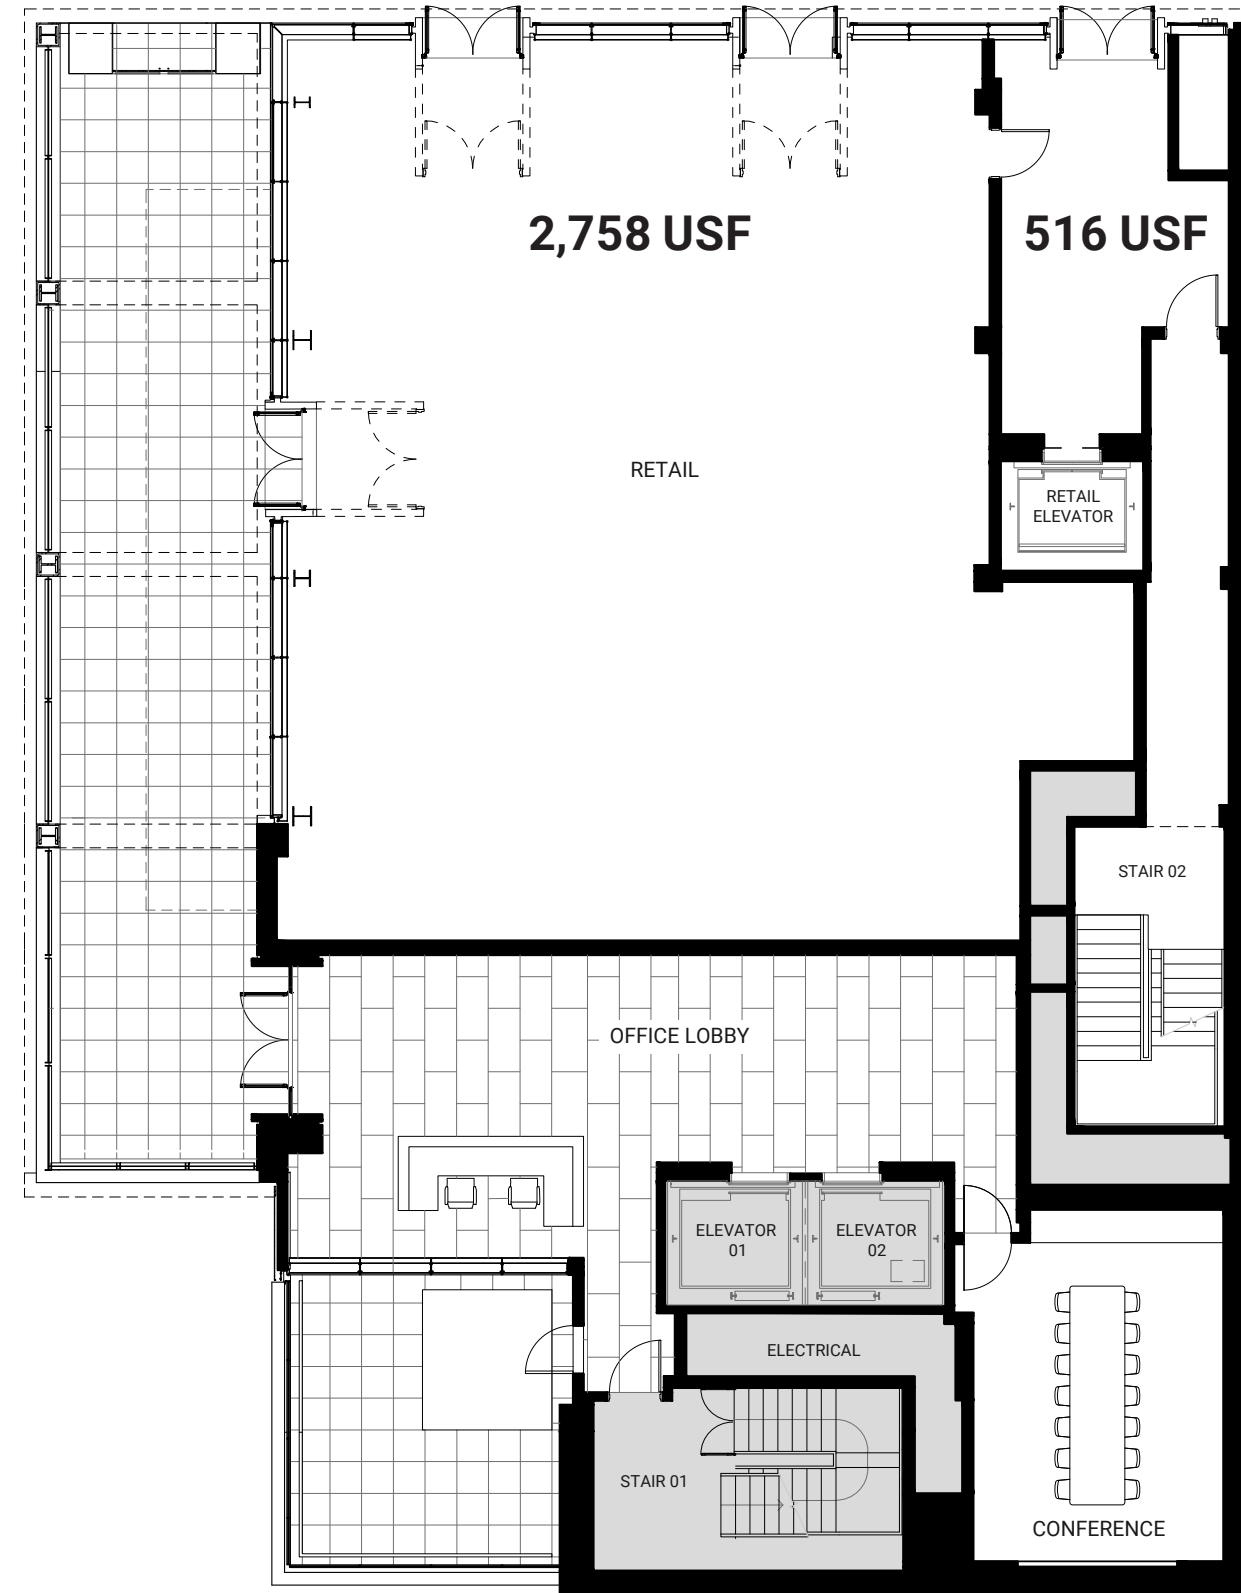 2,758 USF
516 USF
RETAIL
RETAIL
ELEVATOR
STAIR 02
OFFICE LOBBY
ELEVATOR
01
ELEVATOR
02
ELECTRICAL
STAIR 01
CONFERENCE